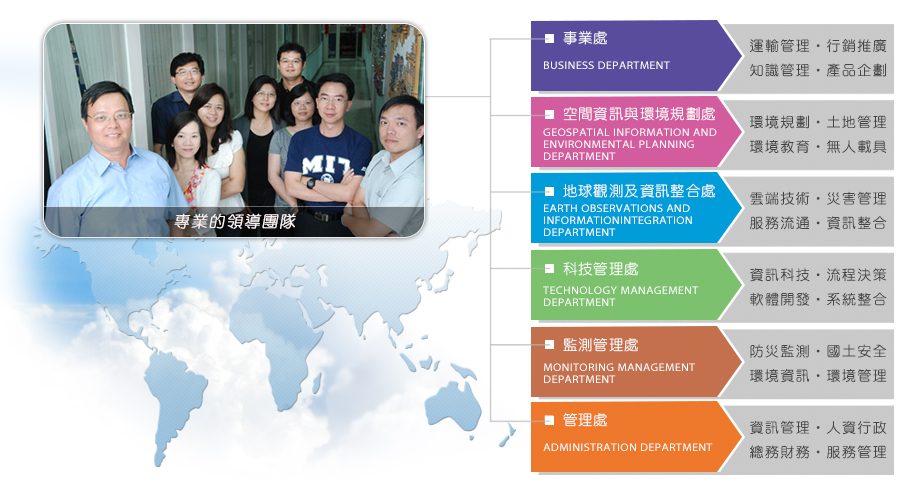 專業的領導團隊
MIT
事業處
BUSINESS DEPARTMENT
運輸管理・行銷推廣
知識管理・產品企劃
空間資訊與環境規劃處
GEOSPATIAL INFORMATION AND
ENVIRONMENTAL PLANNING
DEPARTMENT
環境規劃・土地管理
環境教育・無人載具
地球觀測及資訊整合處
EARTH OBSERVATIONS AND
INFORMATIONINTEGRATION
DEPARTMENT
雲端技術・災害管理
服務流通・資訊整合
科技管理處
TECHNOLOGY MANAGEMENT
DEPARTMENT
資訊科技・流程決策
軟體開發・系統整合
監測管理處
MONITORING MANAGEMENT
DEPARTMENT
防災監測・國土安全
環境資訊・環境管理
管理處
ADMINISTRATION DEPARTMENT
資訊管理・人資行政
總務財務・服務管理